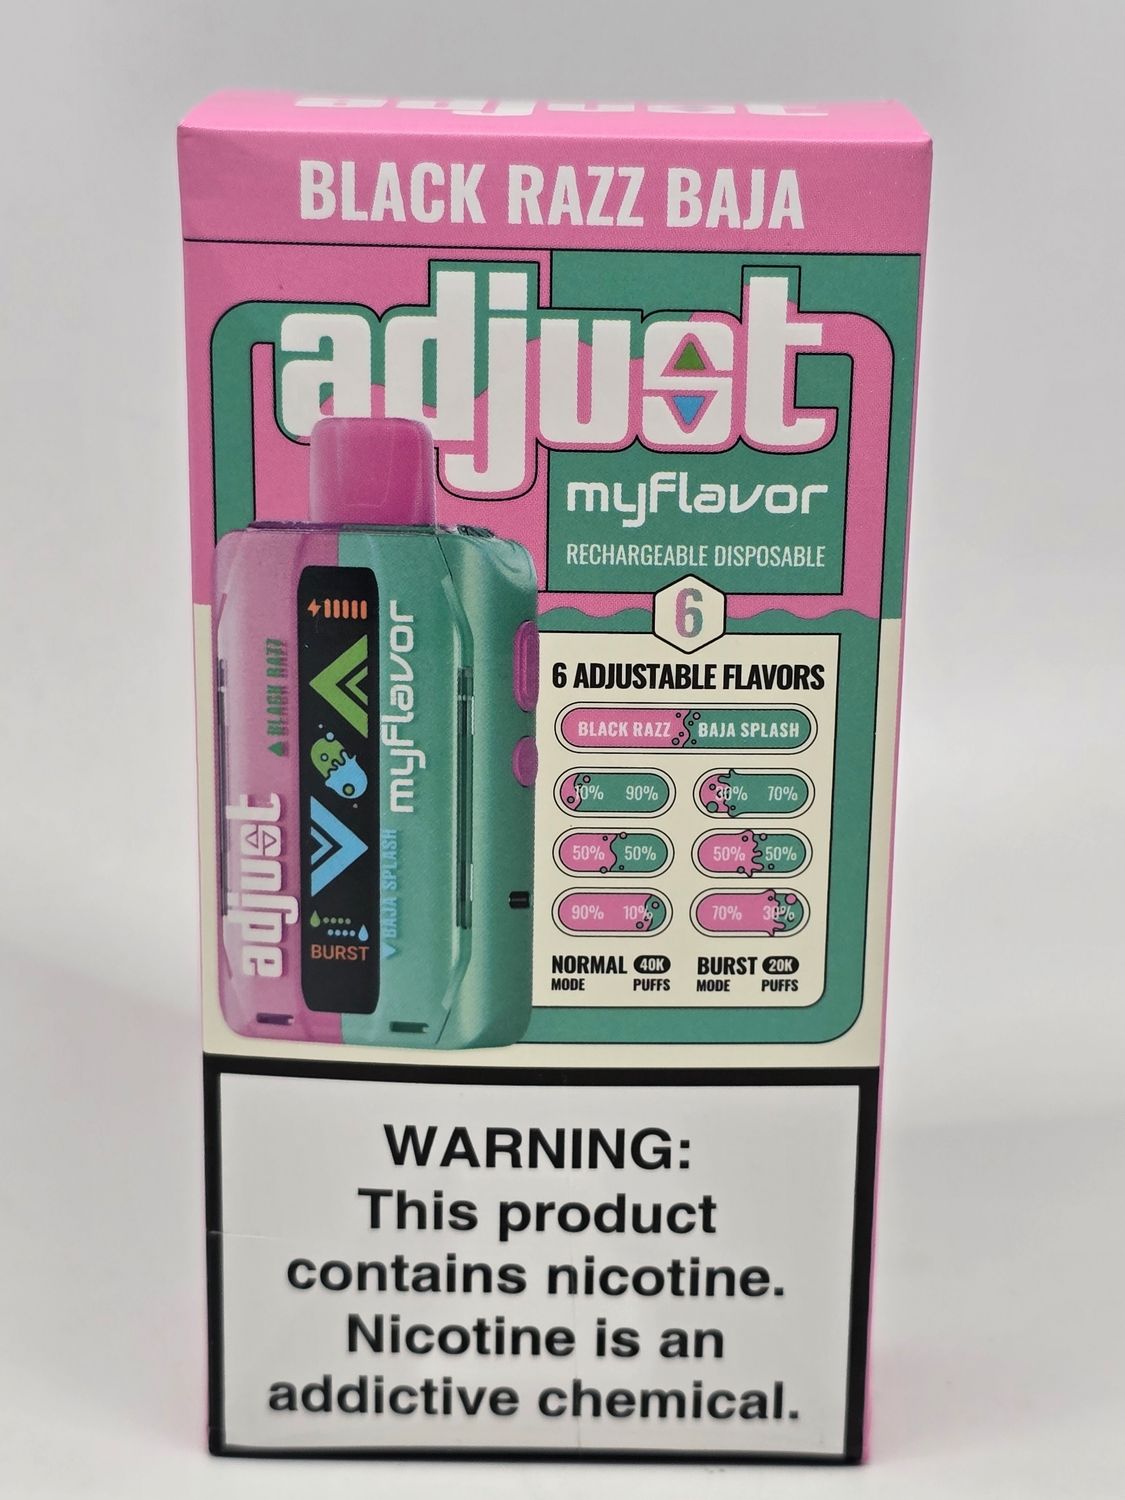 adjust
BLACK RAZZ BAJA
adjust
myflavor
RECHARGEABLE DISPOSABLE
6
6 ADJUSTABLE FLAVORS
BLACK RAZZ BAJA SPLASH
10% 90% 30% 70%
50% 50% 50% 50%
90% 10% 70% 30%
NORMAL 40K BURST 20K
MODE PUFFS MODE PUFFS
▲BLACK RAZZ
adjust
myflavor
▼BAJA SPLASH
BURST
WARNING:
This product
contains nicotine.
Nicotine is an
addictive chemical.